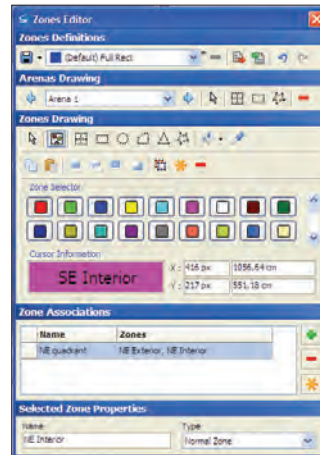 Zones Editor
Zones Definitions
(Default) Full Rect
Arenas Drawing
Arena 1
Zones Drawing
Zone Selector
Cursor Information
SE Interior
X : 416 px 1056,64 cm
Y : 217 px 551,18 cm
Zone Associations
Name Zones
NE quadrant NE Exterior, NE Interior
Selected Zone Properties
Name Type
NE Interior Normal Zone